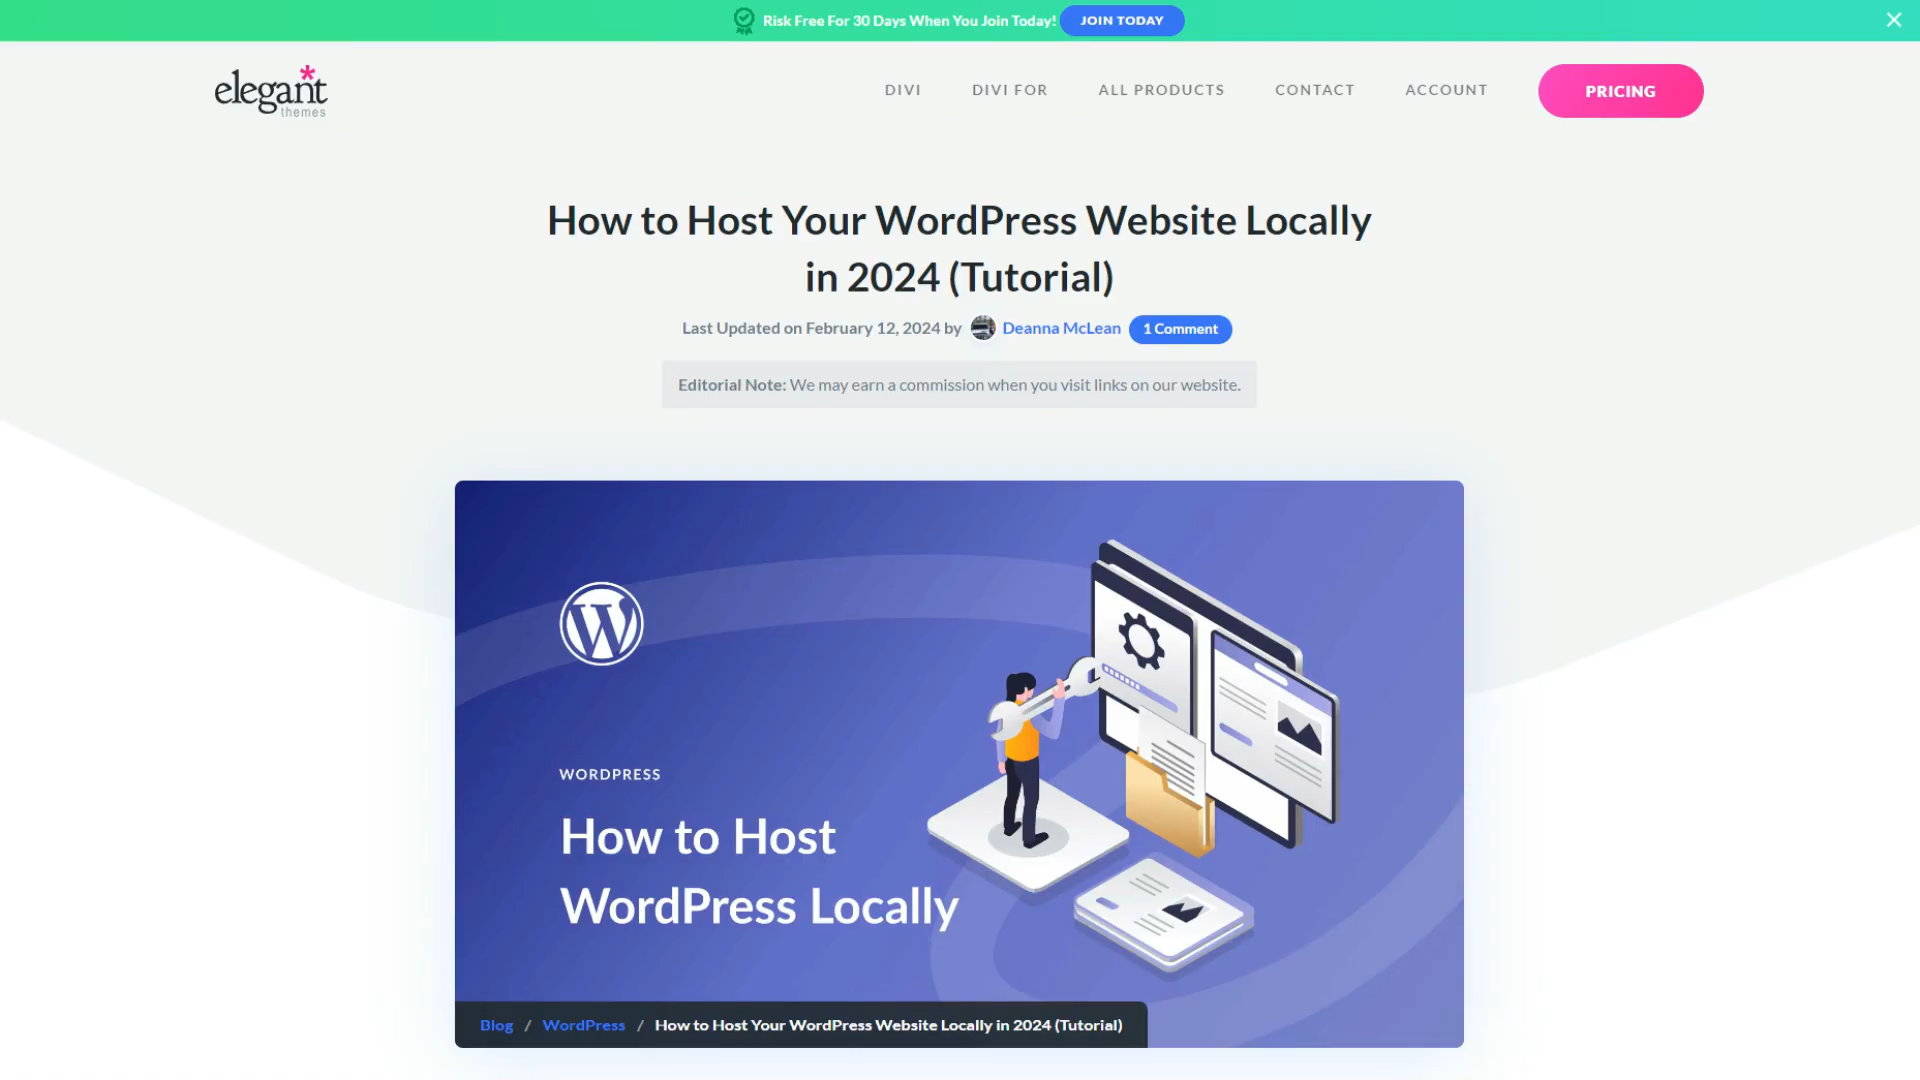 Risk Free For 30 Days When You Join Today! JOIN TODAY
elegant themes
DIVI DIVI FOR ALL PRODUCTS CONTACT ACCOUNT PRICING
How to Host Your WordPress Website Locally
in 2024 (Tutorial)
Last Updated on February 12, 2024 by Deanna McLean 1 Comment
Editorial Note: We may earn a commission when you visit links on our website.
WORDPRESS
How to Host
WordPress Locally
Blog / WordPress / How to Host Your WordPress Website Locally in 2024 (Tutorial)